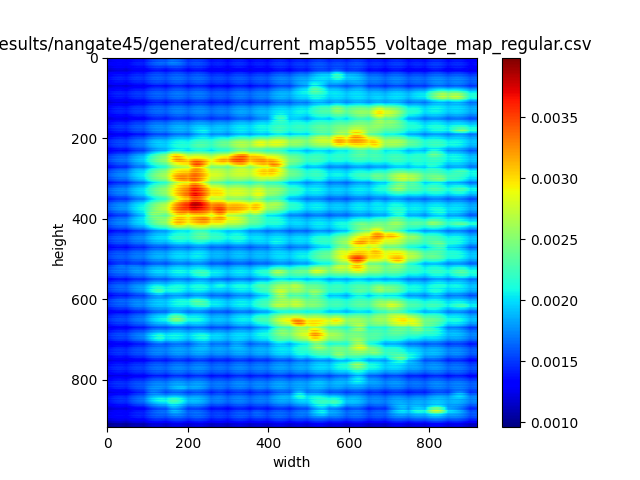 esults/nangate45/generated/current_map555_voltage_map_regular.csv
0
200
400
600
800
height
0 200 400 600 800
width
0.0035
0.0030
0.0025
0.0020
0.0015
0.0010